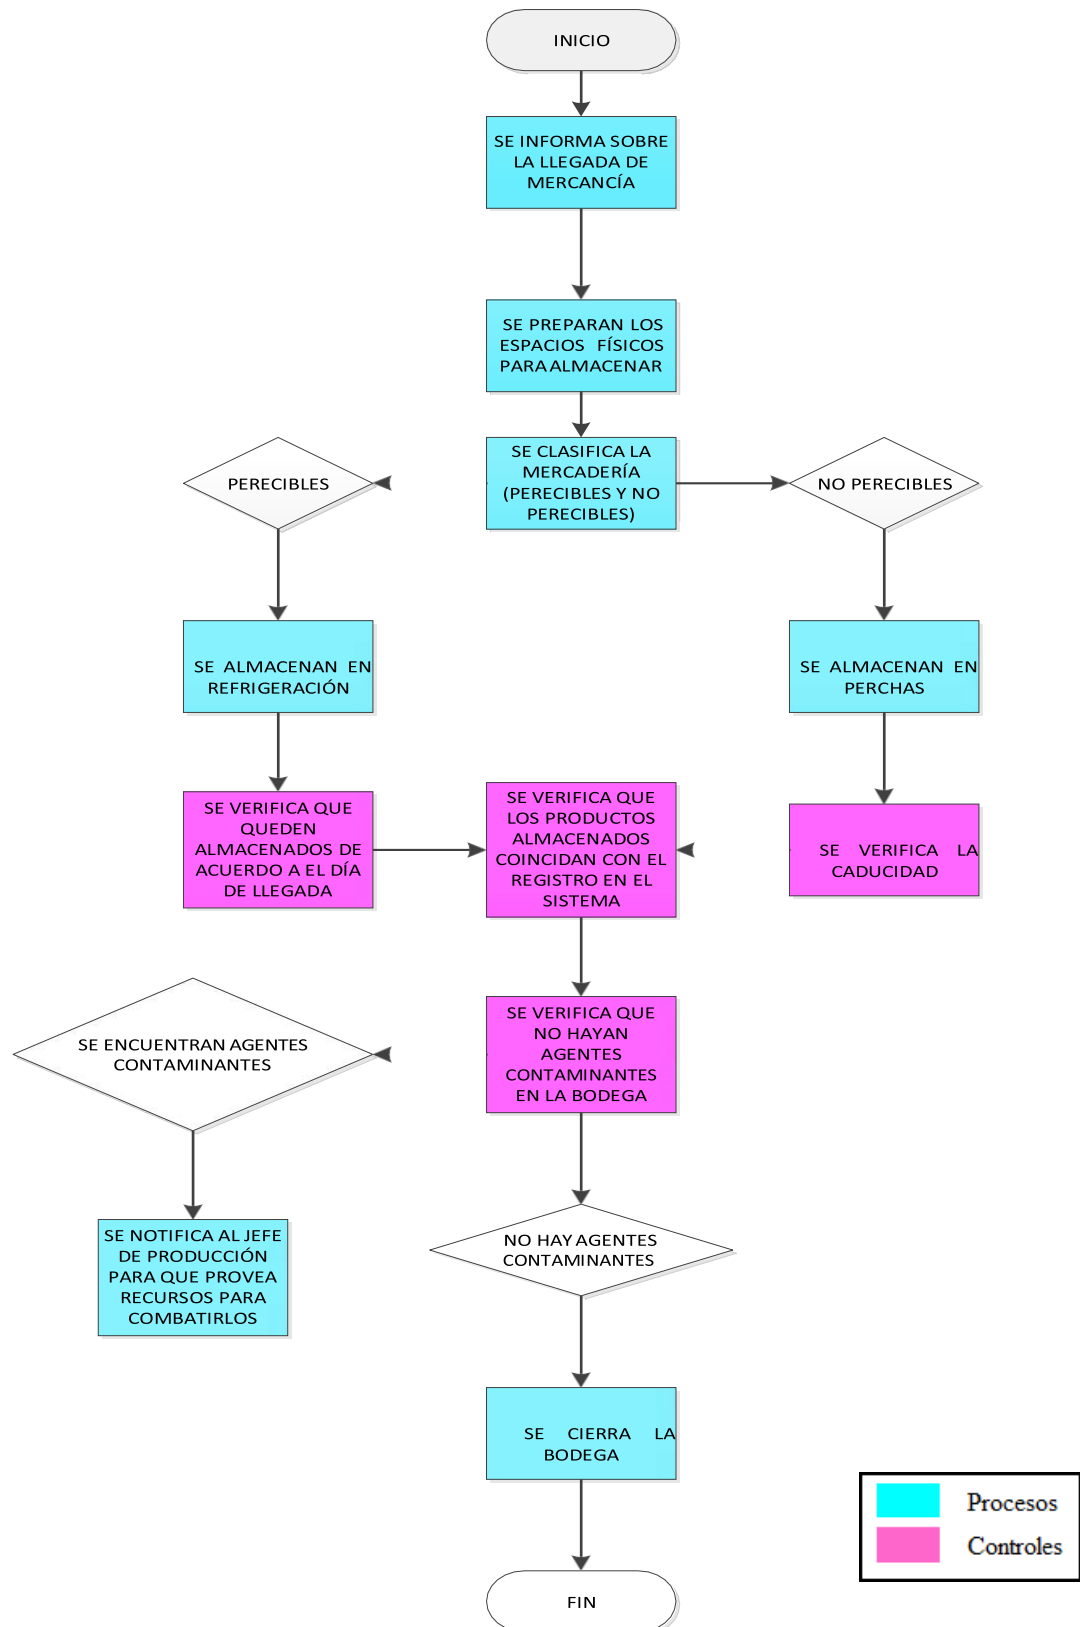 INICIO
SE INFORMA SOBRE
LA LLEGADA DE
MERCANCÍA
SE PREPARAN LOS
ESPACIOS FÍSICOS
PARA ALMACENAR
SE CLASIFICA LA
MERCADERÍA
(PERECIBLES Y NO
PERECIBLES)
PERECIBLES
NO PERECIBLES
SE ALMACENAN EN
REFRIGERACIÓN
SE ALMACENAN EN
PERCHAS
SE VERIFICA QUE
QUEDEN
ALMACENADOS DE
ACUERDO A EL DÍA
DE LLEGADA
SE VERIFICA QUE
LOS PRODUCTOS
ALMACENADOS
COINCIDAN CON EL
REGISTRO EN EL
SISTEMA
SE VERIFICA LA
CADUCIDAD
SE VERIFICA QUE
NO HAYAN
AGENTES
CONTAMINANTES
EN LA BODEGA
SE ENCUENTRAN AGENTES
CONTAMINANTES
SE NOTIFICA AL JEFE
DE PRODUCCIÓN
PARA QUE PROVEA
RECURSOS PARA
COMBATIRLOS
NO HAY AGENTES
CONTAMINANTES
SE CIERRA LA
BODEGA
FIN
Procesos
Controles